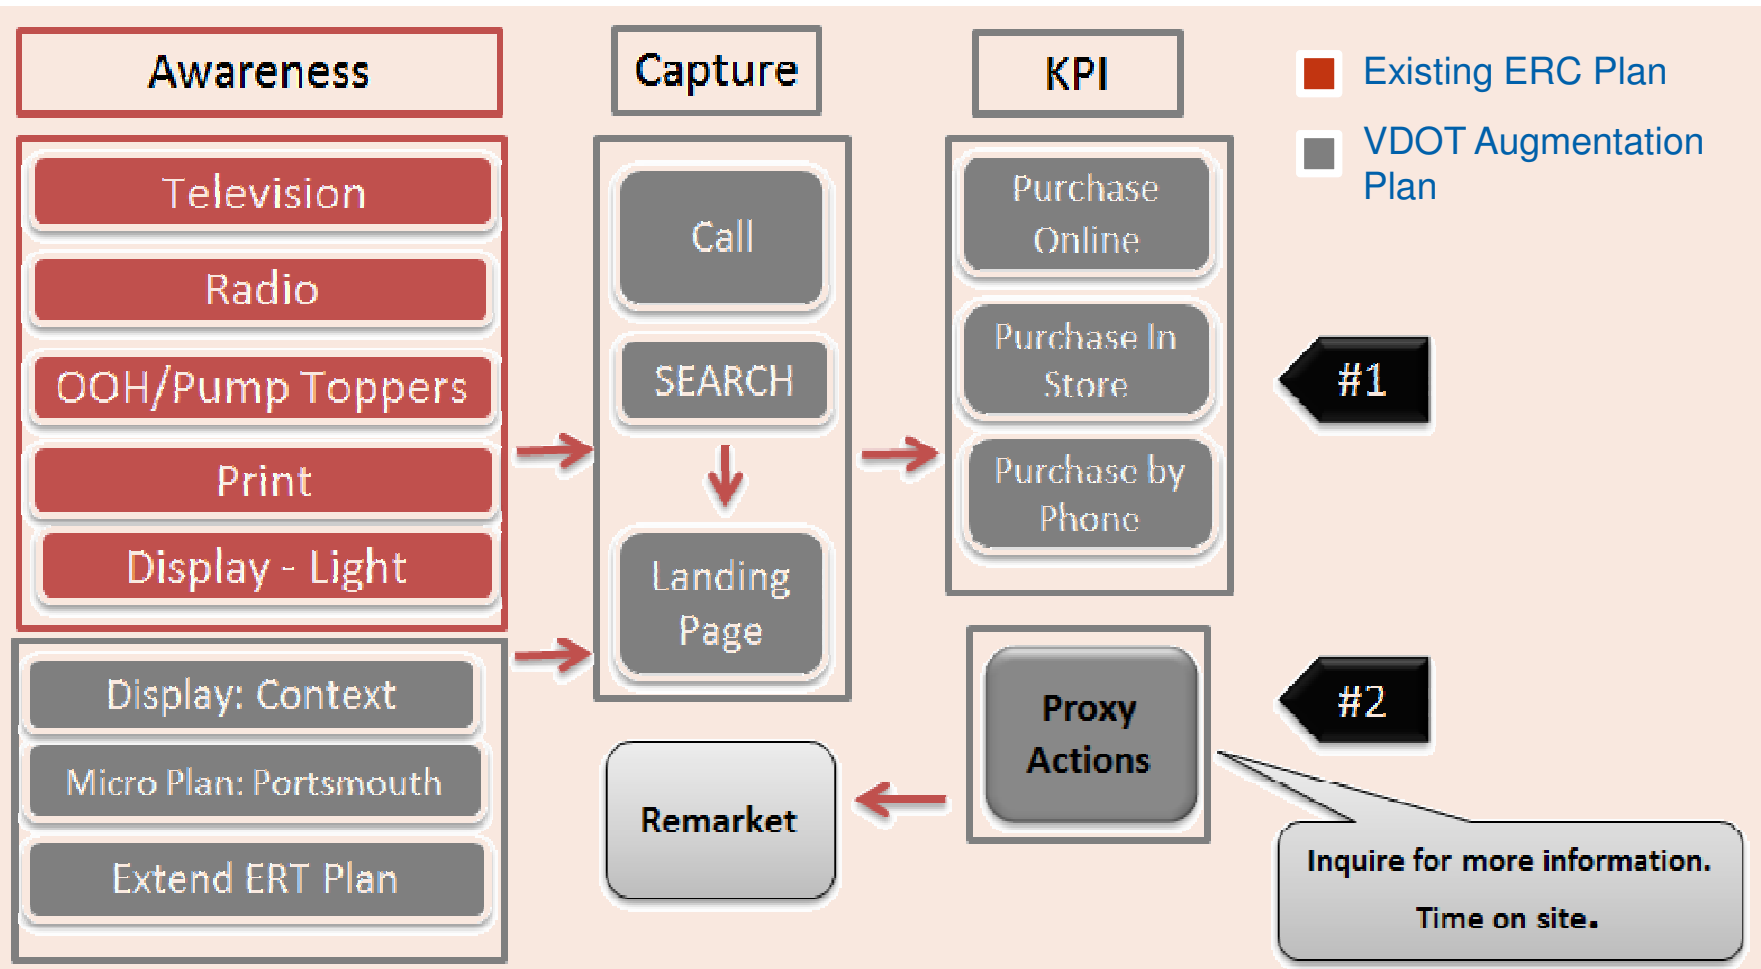 Awareness
Capture
KPI
Existing ERC Plan
VDOT Augmentation
Plan
Television
Radio
OOH/Pump Toppers
Print
Display - Light
Display: Context
Micro Plan: Portsmouth
Extend ERT Plan
Call
SEARCH
Landing
Page
Remarket
Purchase
Online
Purchase In
Store
Purchase by
Phone
#1
Proxy
Actions
#2
Inquire for more information.
Time on site.